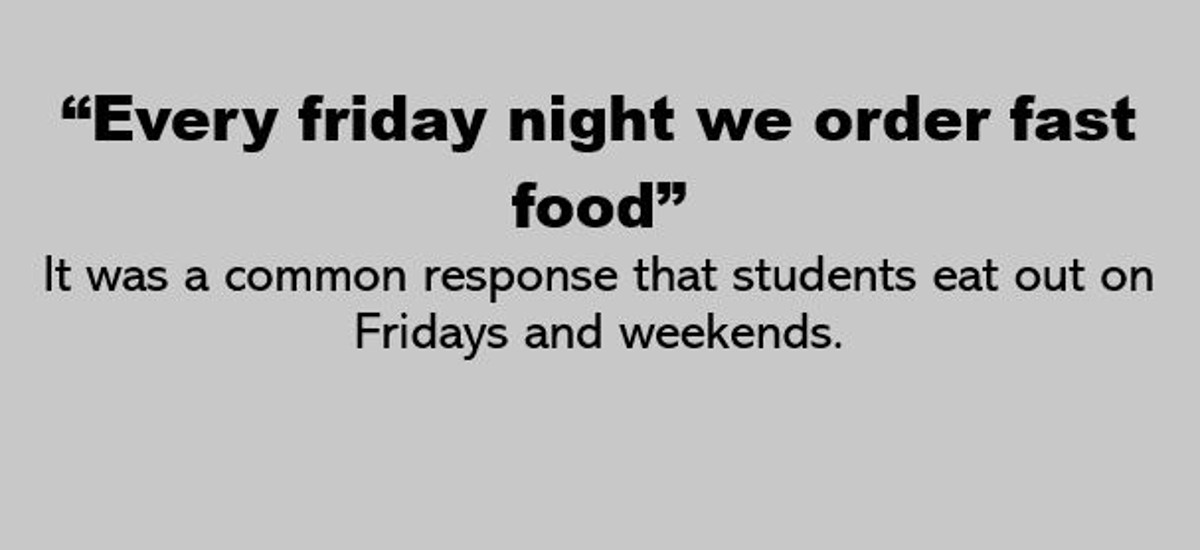 “Every friday night we order fast
food”
It was a common response that students eat out on
Fridays and weekends.